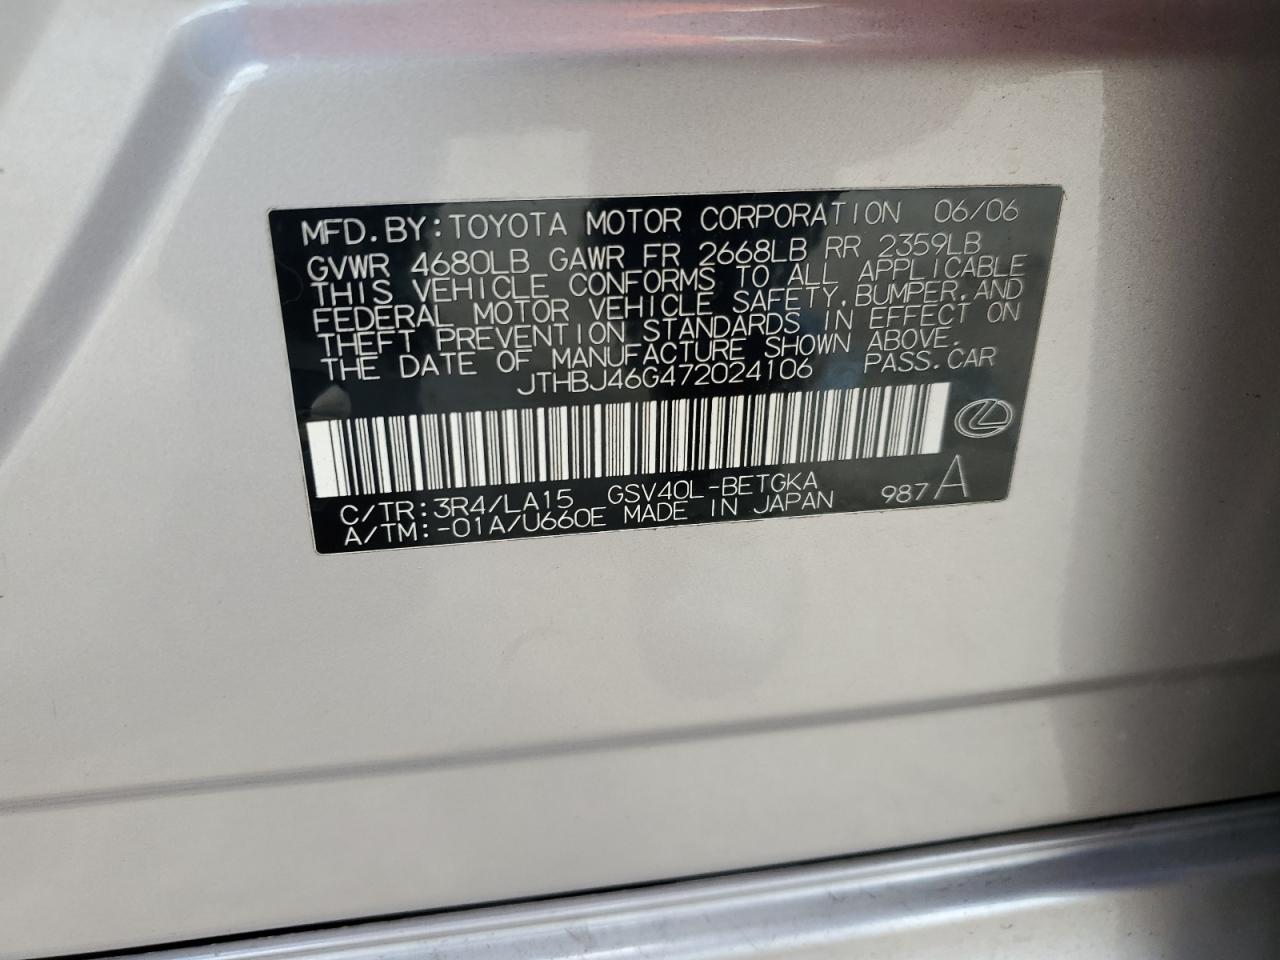 MFD. BY: TOYOTA MOTOR CORPORATION 06/06
GVWR 4680LB GAWR FR 2668LB RR 2359LB
THIS VEHICLE CONFORMS TO ALL APPLICABLE
FEDERAL MOTOR VEHICLE SAFETY, BUMPER, AND
THEFT PREVENTION STANDARDS IN EFFECT ON
THE DATE OF MANUFACTURE SHOWN ABOVE.
JTHBJ46G472024106 PASS. CAR
C/TR: 3R4/LA15 GSV40L-BETGKA
A/TM: -01A/U660E MADE IN JAPAN 987 A